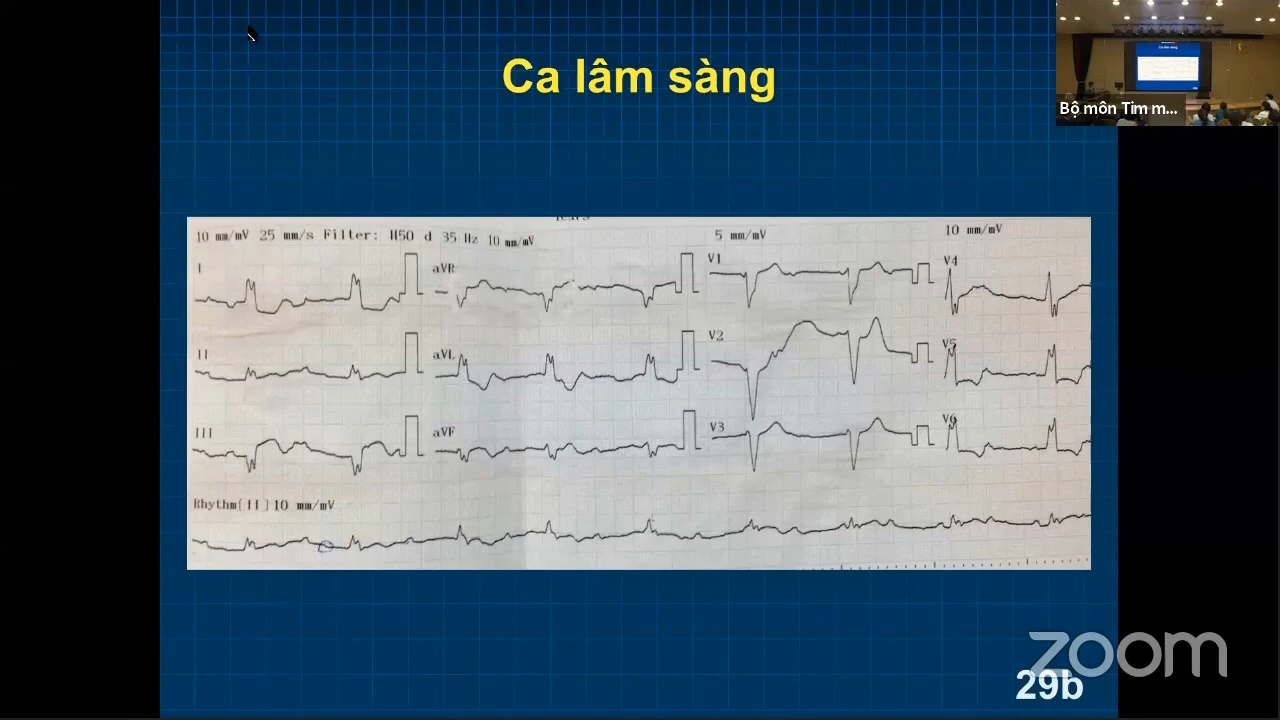 Ca lâm sàng
Bộ môn Tim m...
10 mm/mV 25 mm/s Filter: H50 d 35 Hz 10 mm/mV
5 mm/mV
10 mm/mV
I
aVR
V1
V4
II
aVL
V2
V5
III
aVF
V3
V6
Rhythm[II]10 mm/mV
zoom
29b